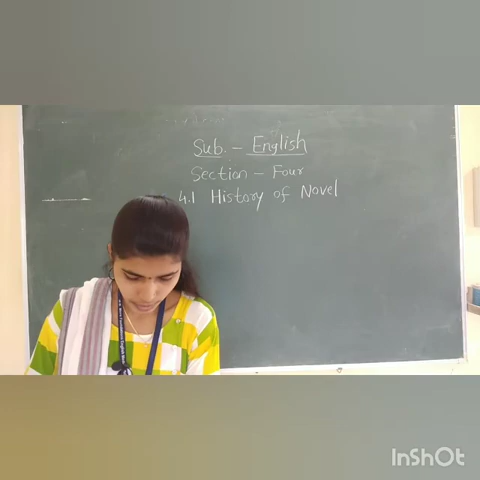 Sub. - English
Section - Four
4.1 History of Novel
InShOt